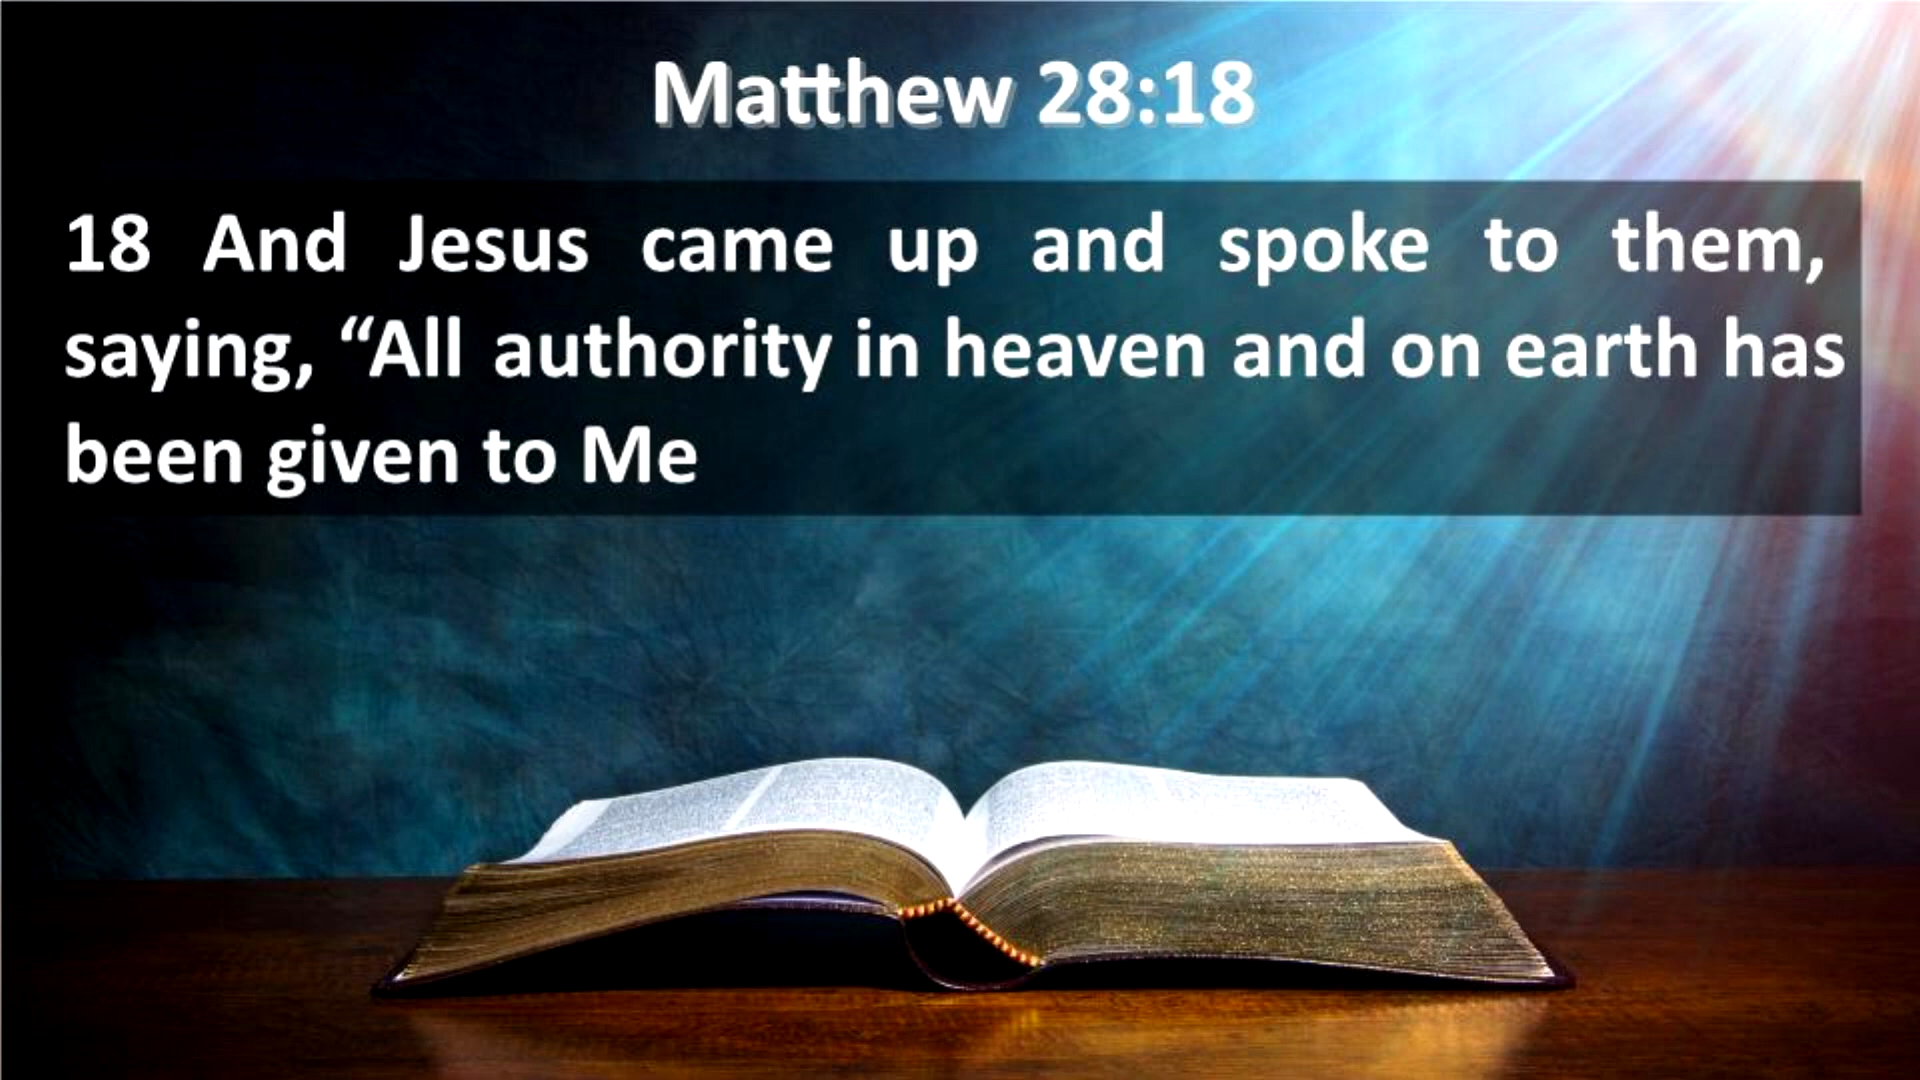 Matthew 28:18
18 And Jesus came up and spoke to them,
saying, “All authority in heaven and on earth has
been given to Me